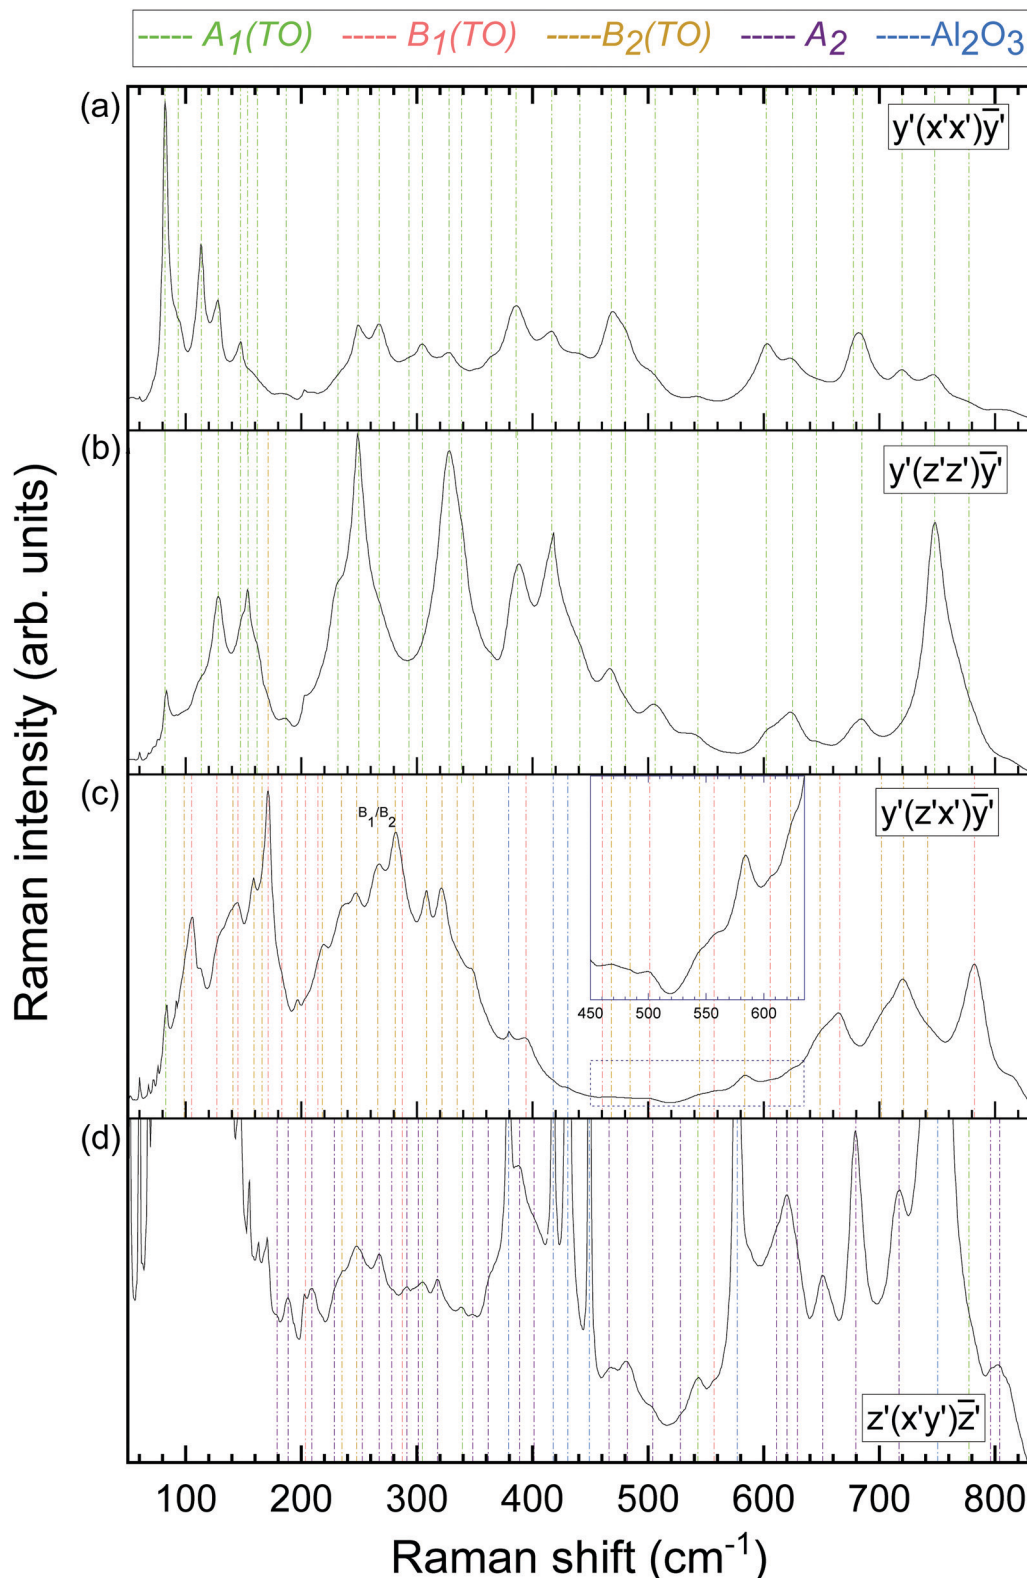 ----- A₁(TO) ----- B₁(TO) -----B₂(TO) ----- A₂ -----Al₂O₃
(a)
y'(x'x')y̅'
(b)
y'(z'z')y̅'
(c)
y'(z'x')y̅'
B₁/B₂
450 500 550 600
(d)
z'(x'y')z̅'
100 200 300 400 500 600 700 800
Raman shift (cm⁻¹)
Raman intensity (arb. units)